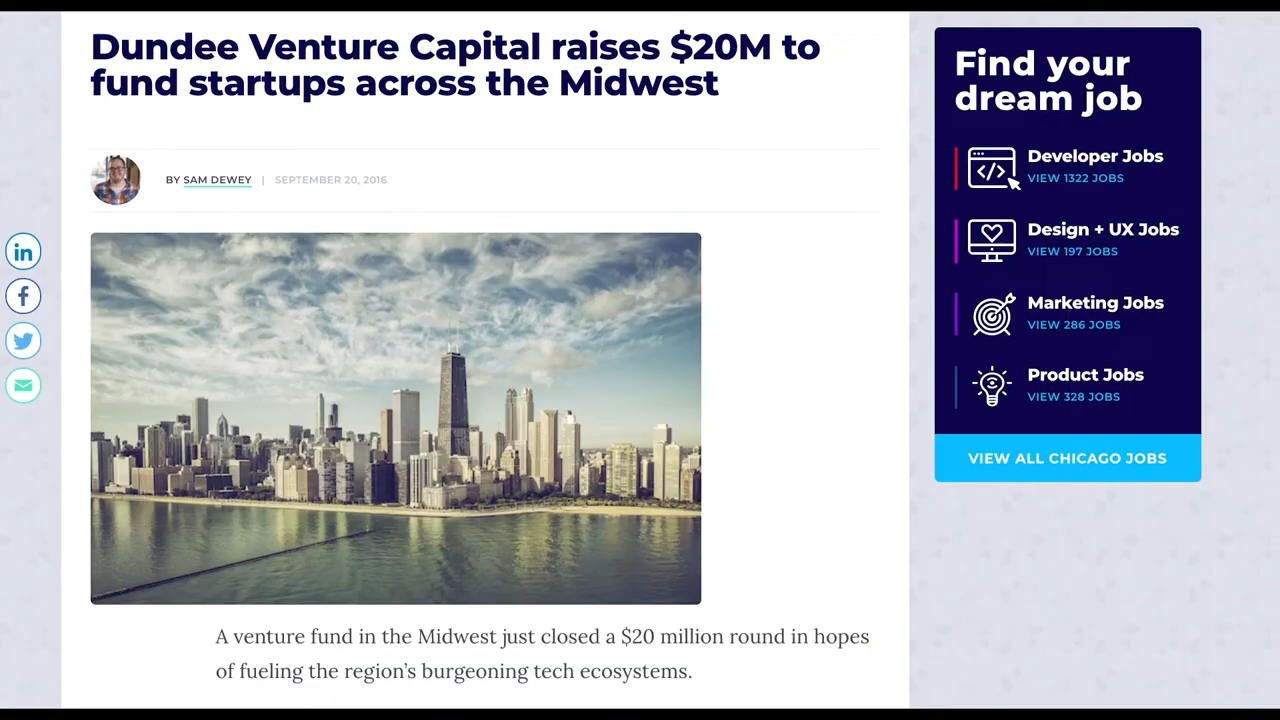 Dundee Venture Capital raises $20M to
fund startups across the Midwest
BY SAM DEWEY | SEPTEMBER 20, 2016
in
f
A venture fund in the Midwest just closed a $20 million round in hopes
of fueling the region's burgeoning tech ecosystems.
Find your
dream job
</>
Developer Jobs
VIEW 1322 JOBS
Design + UX Jobs
VIEW 197 JOBS
Marketing Jobs
VIEW 286 JOBS
Product Jobs
VIEW 328 JOBS
VIEW ALL CHICAGO JOBS